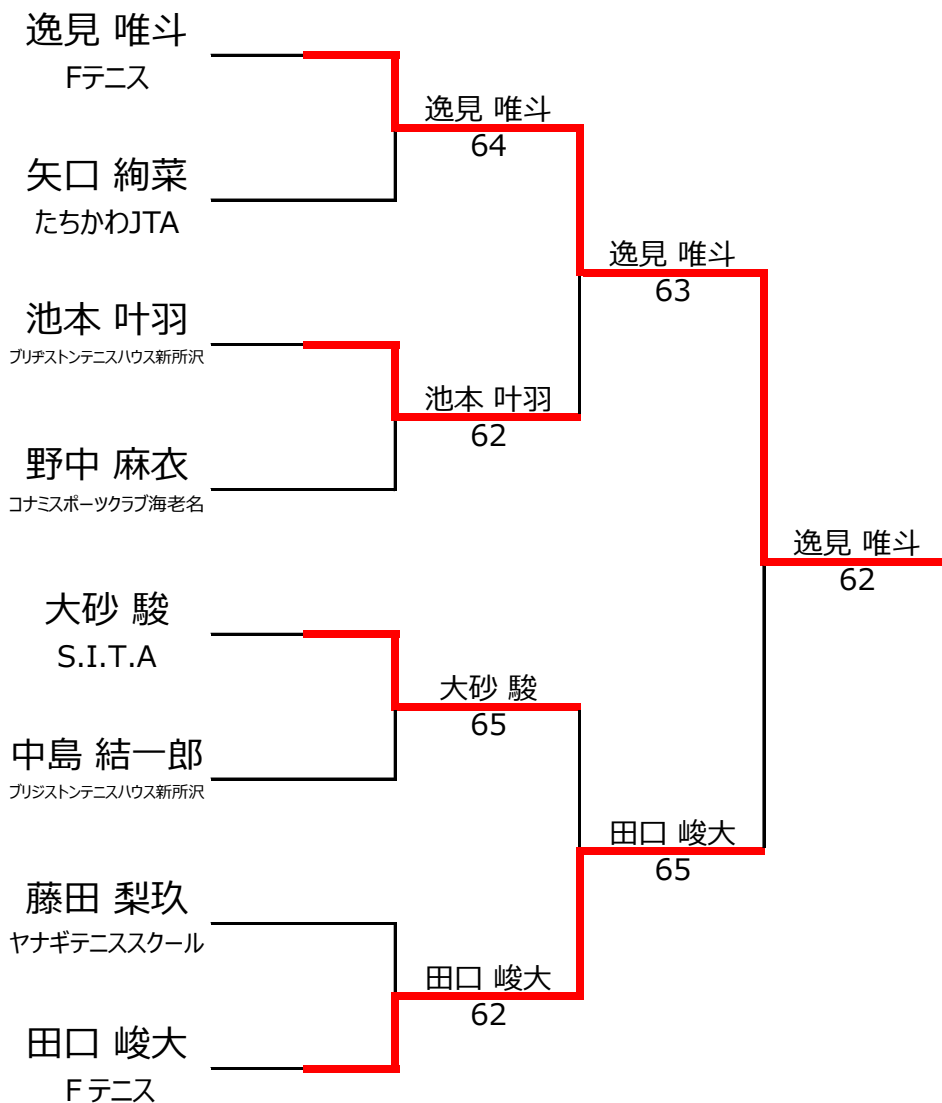 逸見 唯斗
Fテニス
矢口 絢菜
たちかわJTA
池本 叶羽
ブリヂストンテニスハウス新所沢
野中 麻衣
コナミスポーツクラブ海老名
大砂 駿
S.I.T.A
中島 結一郎
ブリジストンテニスハウス新所沢
藤田 梨玖
ヤナギテニススクール
田口 峻大
Fテニス
逸見 唯斗
64
池本 叶羽
62
大砂 駿
65
田口 峻大
62
逸見 唯斗
63
田口 峻大
65
逸見 唯斗
62